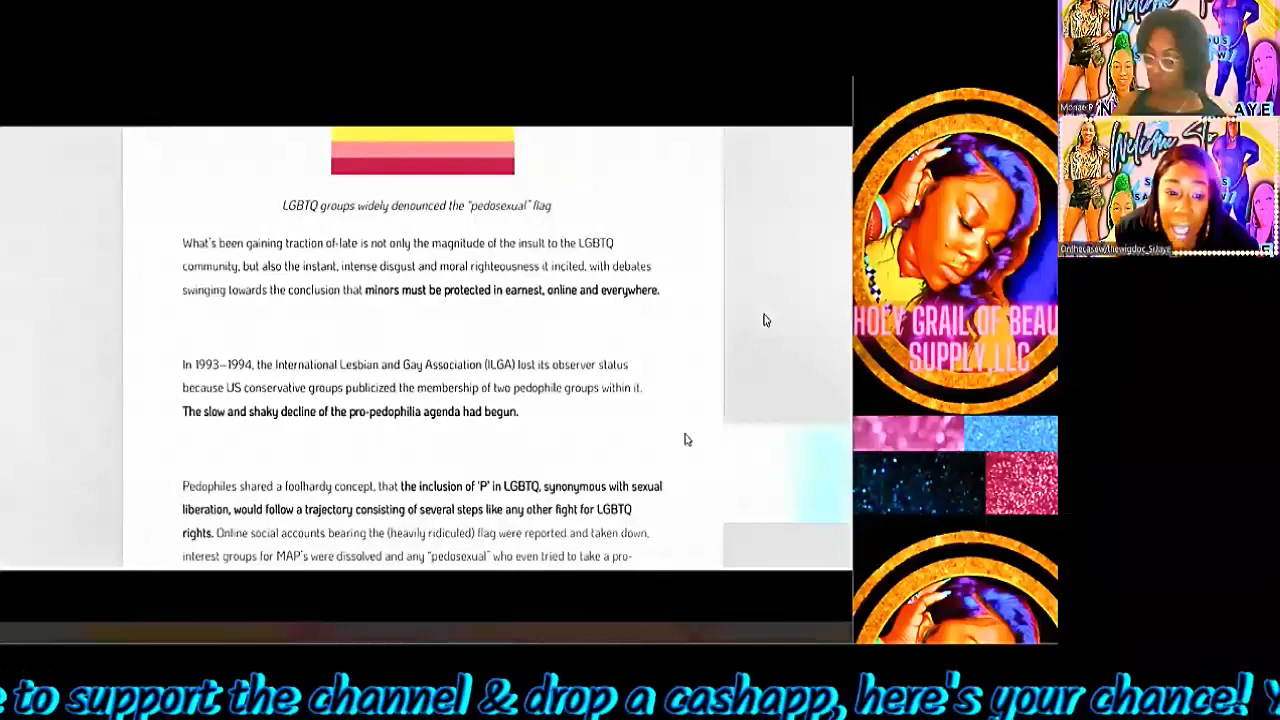 LGBTQ groups widely denounced the “pedosexual” flag
What's been gaining traction of-late is not only the magnitude of the insult to the LGBTQ
community, but also the instant, intense disgust and moral righteousness it incited, with debates
swinging towards the conclusion that minors must be protected in earnest, online and everywhere.
In 1993–1994, the International Lesbian and Gay Association (ILGA) lost its observer status
because US conservative groups publicized the membership of two pedophile groups within it.
The slow and shaky decline of the pro-pedophilia agenda had begun.
Pedophiles shared a foolhardy concept, that the inclusion of 'P' in LGBTQ, synonymous with sexual
liberation, would follow a trajectory consisting of several steps like any other fight for LGBTQ
rights. Online social accounts bearing the (heavily ridiculed) flag were reported and taken down,
interest groups for MAP's were dissolved and any “pedosexual” who even tried to take a pro-
HOLY GRAIL OF BEAU
SUPPLY,LLC
Welcome
AYE
Welcome
Onthecasew/thewigdoc_SiJaye
e to support the channel & drop a cashapp, here's your chance! Y